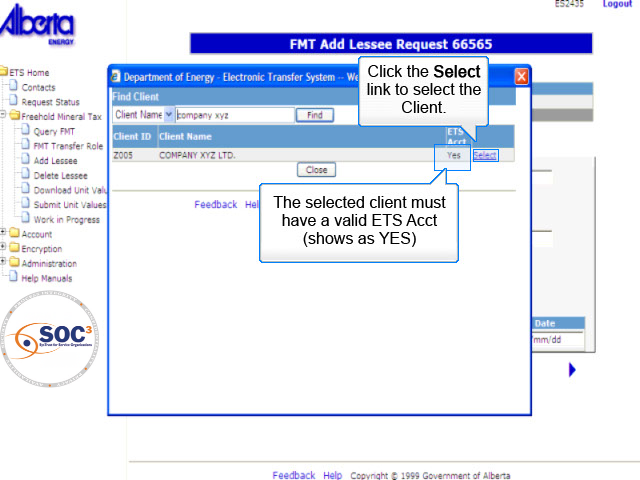 ES2435 Logout
Alberta
ENERGY
FMT Add Lessee Request 66565
ETS Home
Contacts
Request Status
Freehold Mineral Tax
Query FMT
FMT Transfer Role
Add Lessee
Delete Lessee
Download Unit Valu
Submit Unit Values
Work in Progress
Account
Encryption
Administration
Help Manuals
SOC3
Department of Energy - Electronic Transfer System -- We
Find Client
Client Name company xyz Find
Client ID Client Name ETS Acct
Z005 COMPANY XYZ LTD. Yes Select
Close
Feedback Hel
Click the Select
link to select the
Client.
The selected client must
have a valid ETS Acct
(shows as YES)
Date
/mm/dd
Feedback Help Copyright © 1999 Government of Alberta